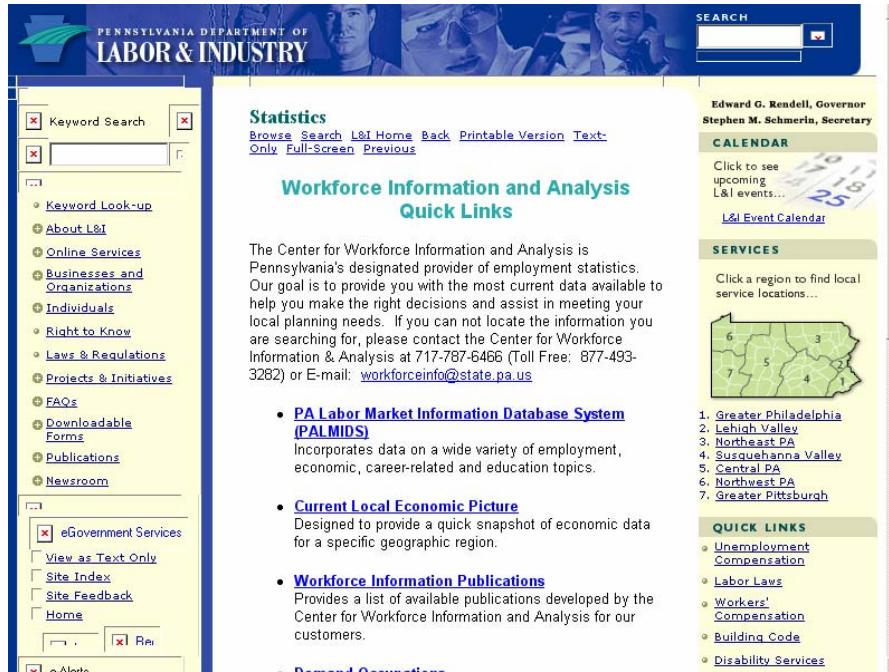 PENNSYLVANIA DEPARTMENT OF
LABOR & INDUSTRY
SEARCH
Keyword Search
Keyword Look-up
About L&I
Online Services
Businesses and
Organizations
Individuals
Right to Know
Laws & Regulations
Projects & Initiatives
FAQs
Downloadable
Forms
Publications
Newsroom
eGovernment Services
View as Text Only
Site Index
Site Feedback
Home
Statistics
Browse Search L&I Home Back Printable Version Text-
Only Full-Screen Previous
Workforce Information and Analysis
Quick Links
The Center for Workforce Information and Analysis is
Pennsylvania's designated provider of employment statistics.
Our goal is to provide you with the most current data available to
help you make the right decisions and assist in meeting your
local planning needs. If you can not locate the information you
are searching for, please contact the Center for Workforce
Information & Analysis at 717-787-6466 (Toll Free: 877-493-
3282) or E-mail: workforceinfo@state.pa.us
• PA Labor Market Information Database System
(PALMIDS)
Incorporates data on a wide variety of employment,
economic, career-related and education topics.
• Current Local Economic Picture
Designed to provide a quick snapshot of economic data
for a specific geographic region.
• Workforce Information Publications
Provides a list of available publications developed by the
Center for Workforce Information and Analysis for our
customers.
Edward G. Rendell, Governor
Stephen M. Schmerin, Secretary
CALENDAR
Click to see
upcoming
L&I events...
L&I Event Calendar
SERVICES
Click a region to find local
service locations...
1. Greater Philadelphia
2. Lehigh Valley
3. Northeast PA
4. Susquehanna Valley
5. Central PA
6. Northwest PA
7. Greater Pittsburgh
QUICK LINKS
Unemployment
Compensation
Labor Laws
Workers'
Compensation
Building Code
Disability Services